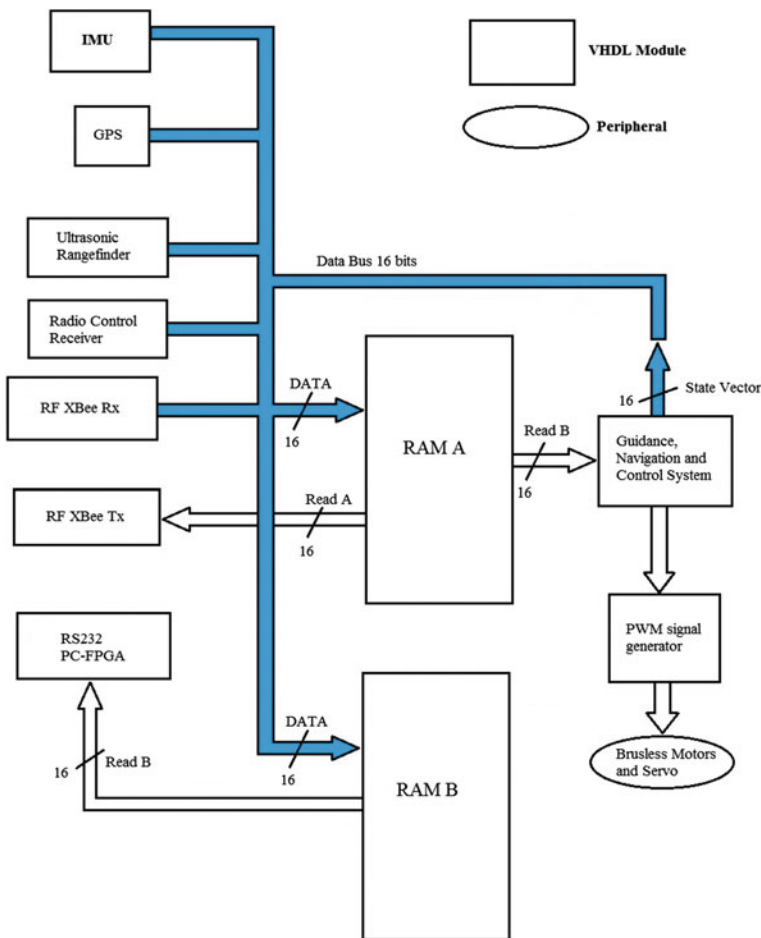 IMU
VHDL Module
GPS
Peripheral
Ultrasonic
Rangefinder
Data Bus 16 bits
Radio Control
Receiver
DATA
16
State Vector
16
RF XBee Rx
RAM A
Read B
16
Guidance,
Navigation and
Control System
Read A
16
RF XBee Tx
RS232
PC-FPGA
PWM signal
generator
DATA
16
Read B
16
RAM B
Brusless Motors
and Servo